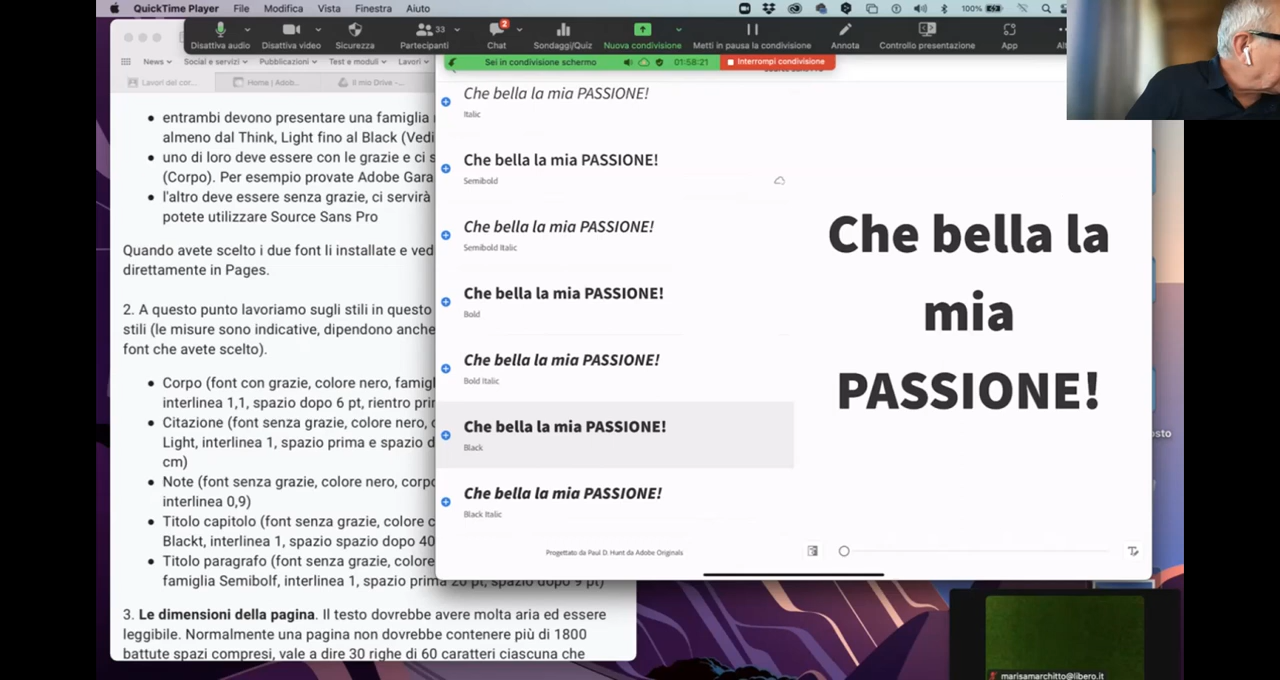 QuickTime Player File Modifica Vista Finestra Aiuto
100%
Disattiva audio
Disattiva video
Sicurezza
33
Partecipanti
2
Chat
Sondaggi/Quiz
Nuova condivisione
Metti in pausa la condivisione
Annota
Controllo presentazione
App
Sei in condivisione schermo
01:58:21
Interrompi condivisione
News
Social e servizi
Pubblicazioni
Test e moduli
Lavori
Lavori del cor...
Home | Adob...
Il mio Drive -...
• entrambi devono presentare una famiglia
almeno dal Think, Light fino al Black (Vedi
• uno di loro deve essere con le grazie e ci s
(Corpo). Per esempio provate Adobe Gara
• l'altro deve essere senza grazie, ci servirà
potete utilizzare Source Sans Pro
Quando avete scelto i due font li installate e ved
direttamente in Pages.
2. A questo punto lavoriamo sugli stili in questo
stili (le misure sono indicative, dipendono anche
font che avete scelto).
• Corpo (font con grazie, colore nero, famigl
interlinea 1,1, spazio dopo 6 pt, rientro prim
• Citazione (font senza grazie, colore nero, c
Light, interlinea 1, spazio prima e spazio d
cm)
• Note (font senza grazie, colore nero, corpo
interlinea 0,9)
• Titolo capitolo (font senza grazie, colore c
Blackt, interlinea 1, spazio spazio dopo 40
• Titolo paragrafo (font senza grazie, colore
famiglia Semibolf, interlinea 1, spazio prima 20 pt, spazio dopo 9 pt)
3. Le dimensioni della pagina. Il testo dovrebbe avere molta aria ed essere
leggibile. Normalmente una pagina non dovrebbe contenere più di 1800
battute spazi compresi, vale a dire 30 righe di 60 caratteri ciascuna che
Che bella la mia PASSIONE!
Italic
Che bella la mia PASSIONE!
Semibold
Che bella la mia PASSIONE!
Semibold Italic
Che bella la mia PASSIONE!
Bold
Che bella la mia PASSIONE!
Bold Italic
Che bella la mia PASSIONE!
Black
Che bella la mia PASSIONE!
Black Italic
Progettato da Paul D. Hunt da Adobe Originals
Che bella la
mia
PASSIONE!
osto
marisamarchitto@libero.it